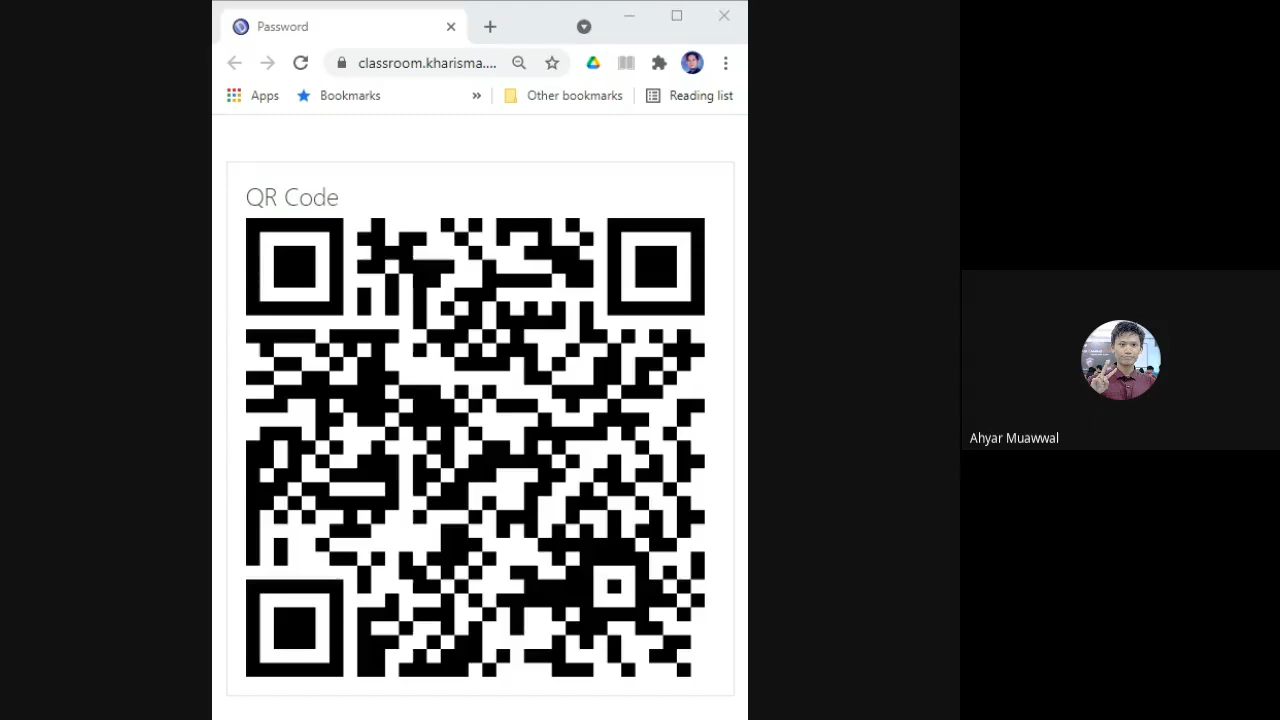 Password
classroom.kharisma....
Apps Bookmarks » Other bookmarks Reading list
QR Code
Ahyar Muawwal